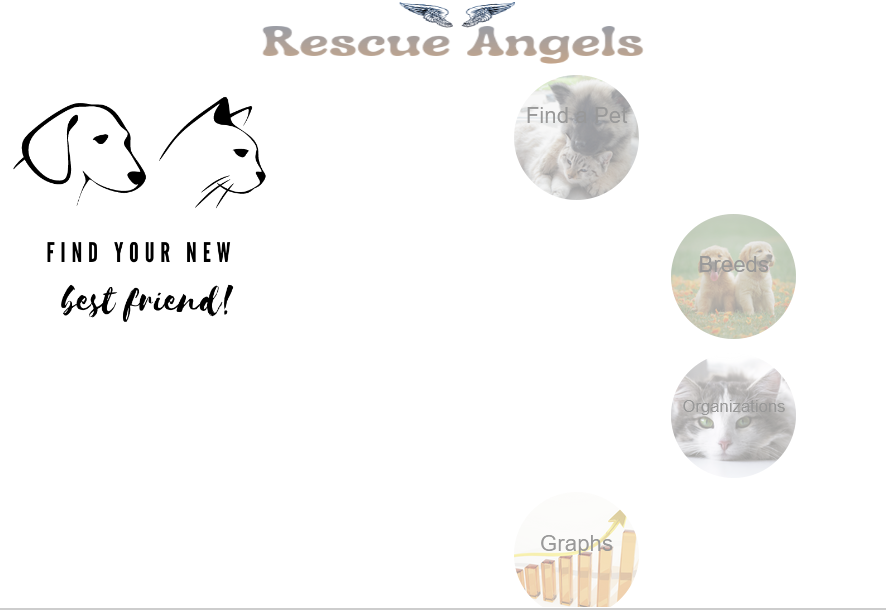 Rescue Angels
Find a Pet
FIND YOUR NEW
best friend!
Breeds
Organizations
Graphs